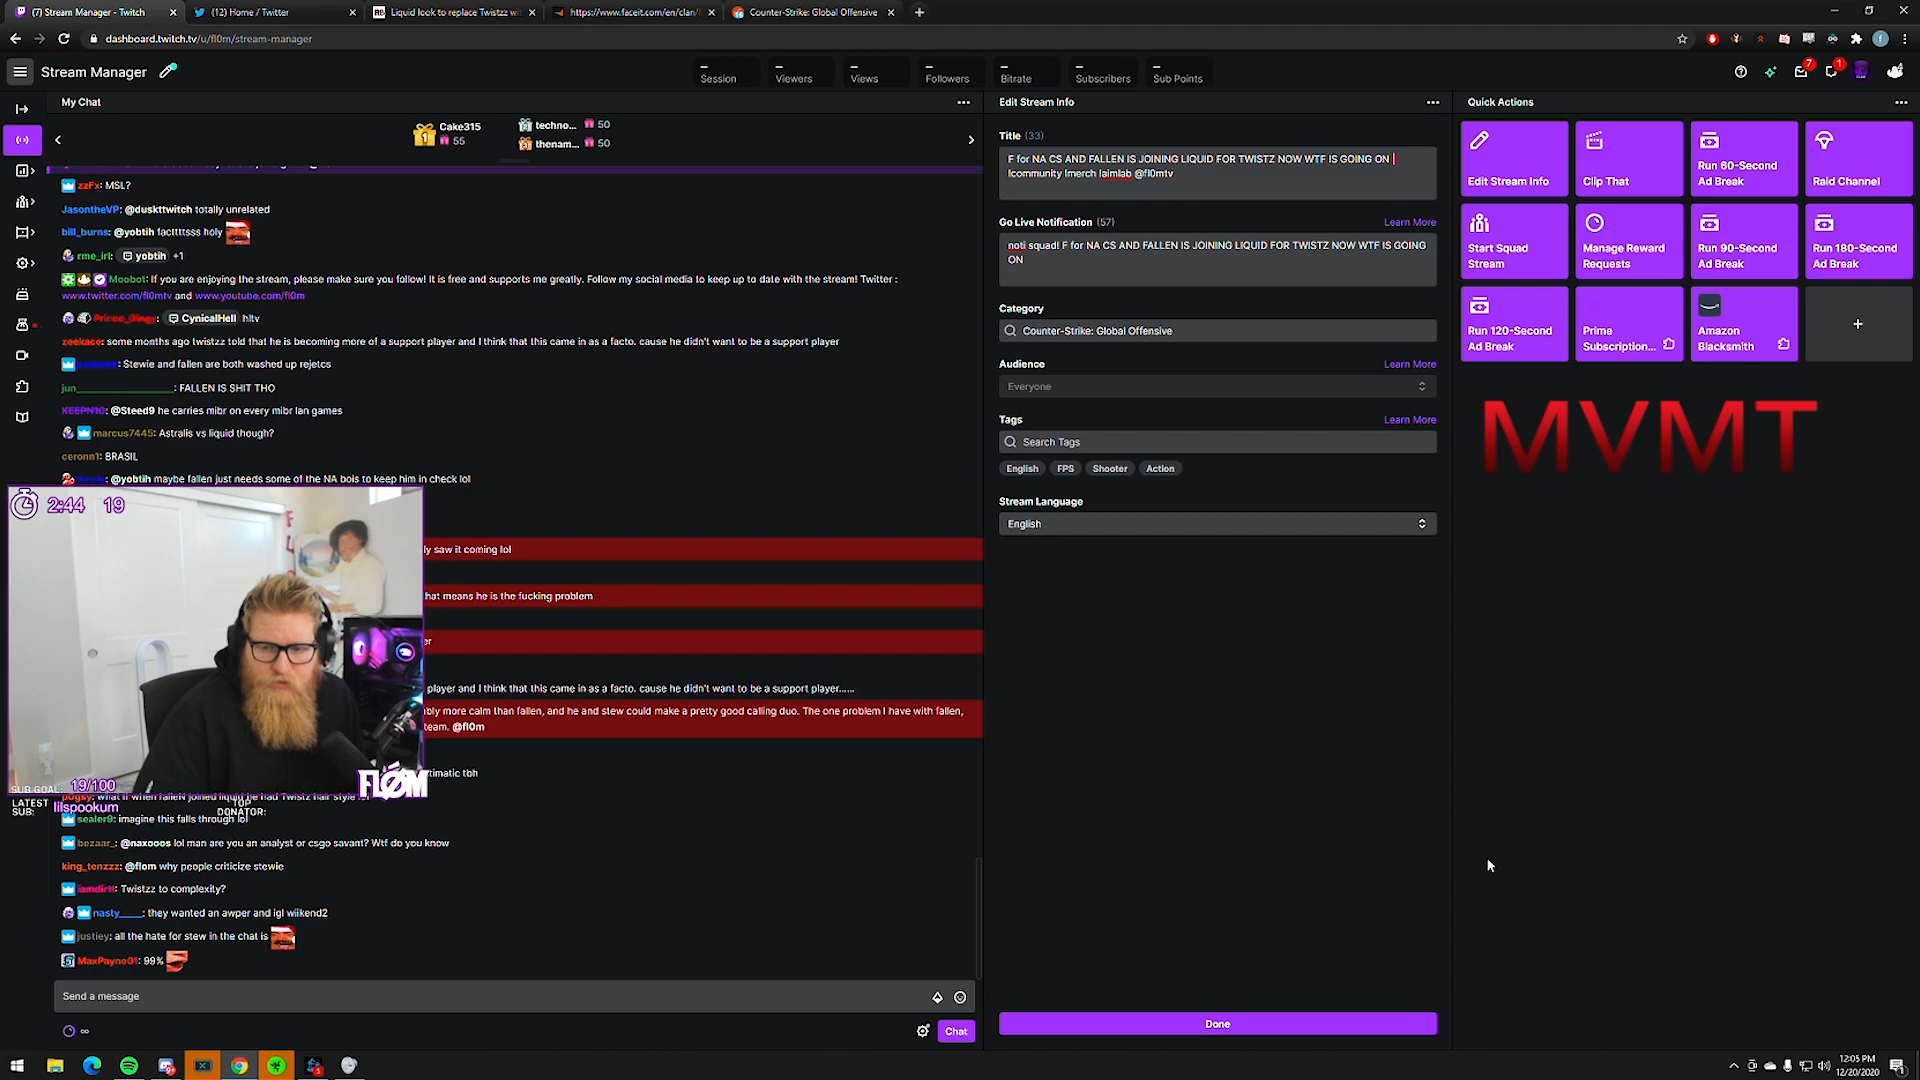 (7) Stream Manager - Twitch
(12) Home / Twitter
Liquid look to replace Twistzz wi
https://www.faceit.com/en/clan/
Counter-Strike: Global Offensive
dashboard.twitch.tv/u/fl0m/stream-manager
Stream Manager
Session
Viewers
Views
Followers
Bitrate
Subscribers
Sub Points
7
1
My Chat
Cake315
55
techno... 50
thenam... 50
zzFx: MSL?
JasontheVP: @duskttwitch totally unrelated
bill_burns: @yobtih facttttsss holy
rme_irl: yobtih +1
Moobot: If you are enjoying the stream, please make sure you follow! It is free and supports me greatly. Follow my social media to keep up to date with the stream! Twitter :
www.twitter.com/fl0mtv and www.youtube.com/fl0m
CynicalHell hltv
zeekace: some months ago twistzz told that he is becoming more of a support player and I think that this came in as a facto. cause he didn't want to be a support player
: Stewie and fallen are both washed up rejetcs
jun____: FALLEN IS SHIT THO
KEEPN10: @Steed9 he carries mibr on every mibr lan games
marcus7445: Astralis vs liquid though?
ceronn1: BRASIL
: @yobtih maybe fallen just needs some of the NA bois to keep him in check lol
ly saw it coming lol
that means he is the fucking problem
er
player and I think that this came in as a facto. cause he didn't want to be a support player......
bly more calm than fallen, and he and stew could make a pretty good calling duo. The one problem I have with fallen,
team. @fl0m
timatic tbh
sealer9: imagine this falls through lol
bezaar_: @naxooos lol man are you an analyst or csgo savant? Wtf do you know
king_tenzzz: @flom why people criticize stewie
iamdir1t: Twistzz to complexity?
nasty____: they wanted an awper and igl wiikend2
justiey: all the hate for stew in the chat is
MaxPayne01: 99%
Send a message
∞
Chat
2:44 19
FLØM
SUB GOAL: 19/100
LATEST SUB: lilspookum
TOP DONATOR:
Edit Stream Info
Title (33)
F for NA CS AND FALLEN IS JOINING LIQUID FOR TWISTZ NOW WTF IS GOING ON |
!community !merch !aimlab @fl0mtv
Go Live Notification (57)
Learn More
noti squad! F for NA CS AND FALLEN IS JOINING LIQUID FOR TWISTZ NOW WTF IS GOING
ON
Category
Counter-Strike: Global Offensive
Audience
Learn More
Everyone
Tags
Learn More
Search Tags
English
FPS
Shooter
Action
Stream Language
English
Done
Quick Actions
Edit Stream Info
Clip That
Run 60-Second
Ad Break
Raid Channel
Start Squad
Stream
Manage Reward
Requests
Run 90-Second
Ad Break
Run 180-Second
Ad Break
Run 120-Second
Ad Break
Prime
Subscription...
Amazon
Blacksmith
MVMT
12:05 PM
12/20/2020